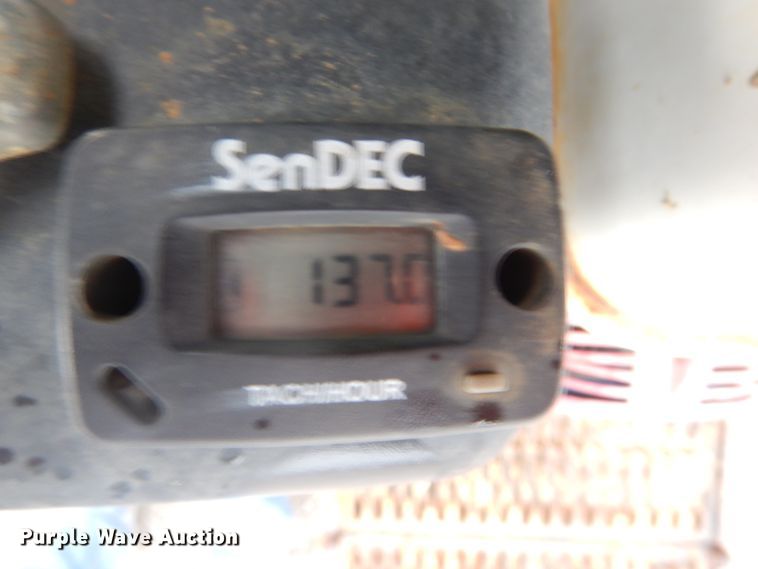 SenDEC
137.0
TACH/HOUR
Purple Wave Auction